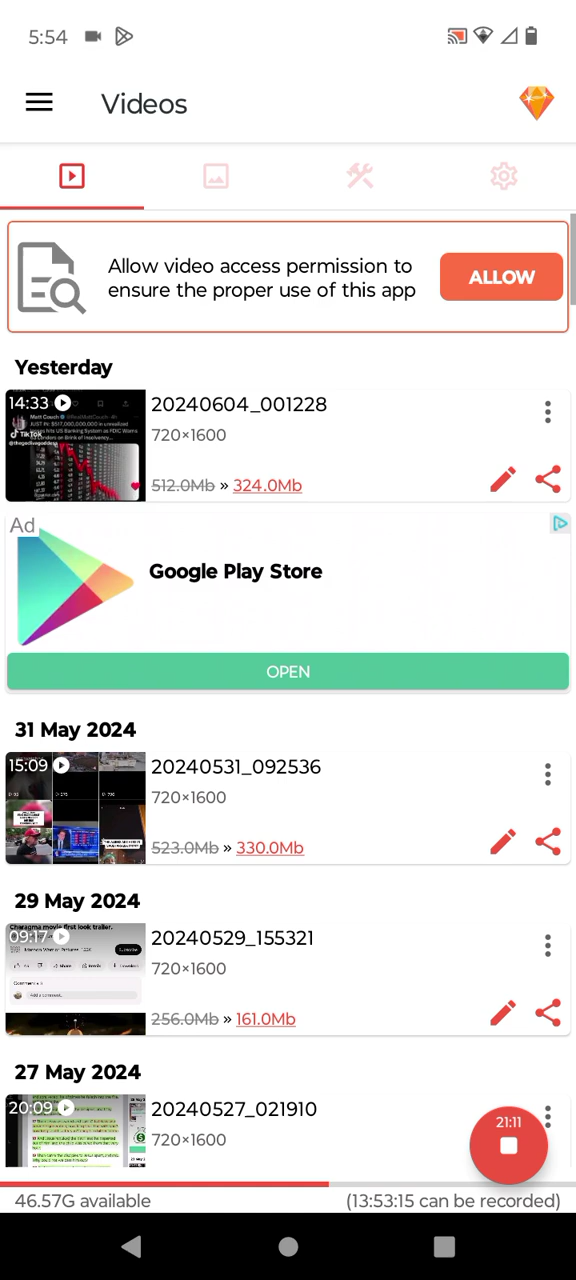 5:54
Videos
Allow video access permission to
ensure the proper use of this app
ALLOW
Yesterday
14:33
Matt Couch
TikTok
20240604_001228
720×1600
512.0Mb » 324.0Mb
Ad
Google Play Store
OPEN
31 May 2024
15:09
20240531_092536
720×1600
523.0Mb » 330.0Mb
29 May 2024
09:17
20240529_155321
720×1600
256.0Mb » 161.0Mb
27 May 2024
20:09
20240527_021910
720×1600
21:11
46.57G available
(13:53:15 can be recorded)